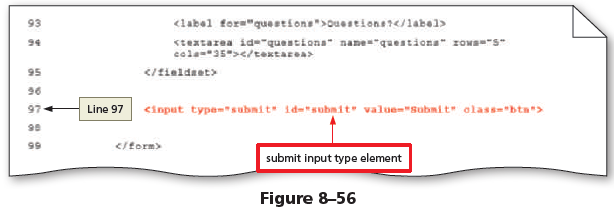 93 <label for="questions">Questions?</label>
94 <textarea id="questions" name="questions" rows="5"
cols="35"></textarea>
95 </fieldset>
96
97 Line 97 <input type="submit" id="submit" value="Submit" class="btn">
98
99 </form>
submit input type element
Figure 8–56